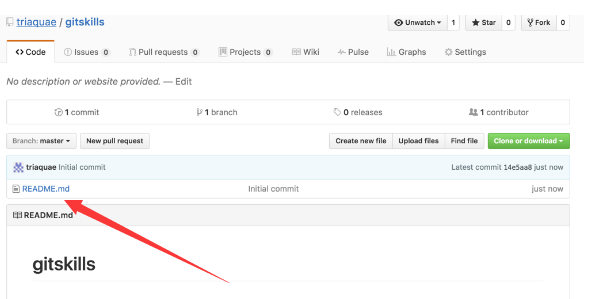 triaquae / gitskills
Unwatch 1 Star 0 Fork 0
Code Issues 0 Pull requests 0 Projects 0 Wiki Pulse Graphs Settings
No description or website provided. — Edit
1 commit 1 branch 0 releases 1 contributor
Branch: master New pull request Create new file Upload files Find file Clone or download
triaquae Initial commit Latest commit 14e5aa8 just now
README.md Initial commit just now
README.md
gitskills